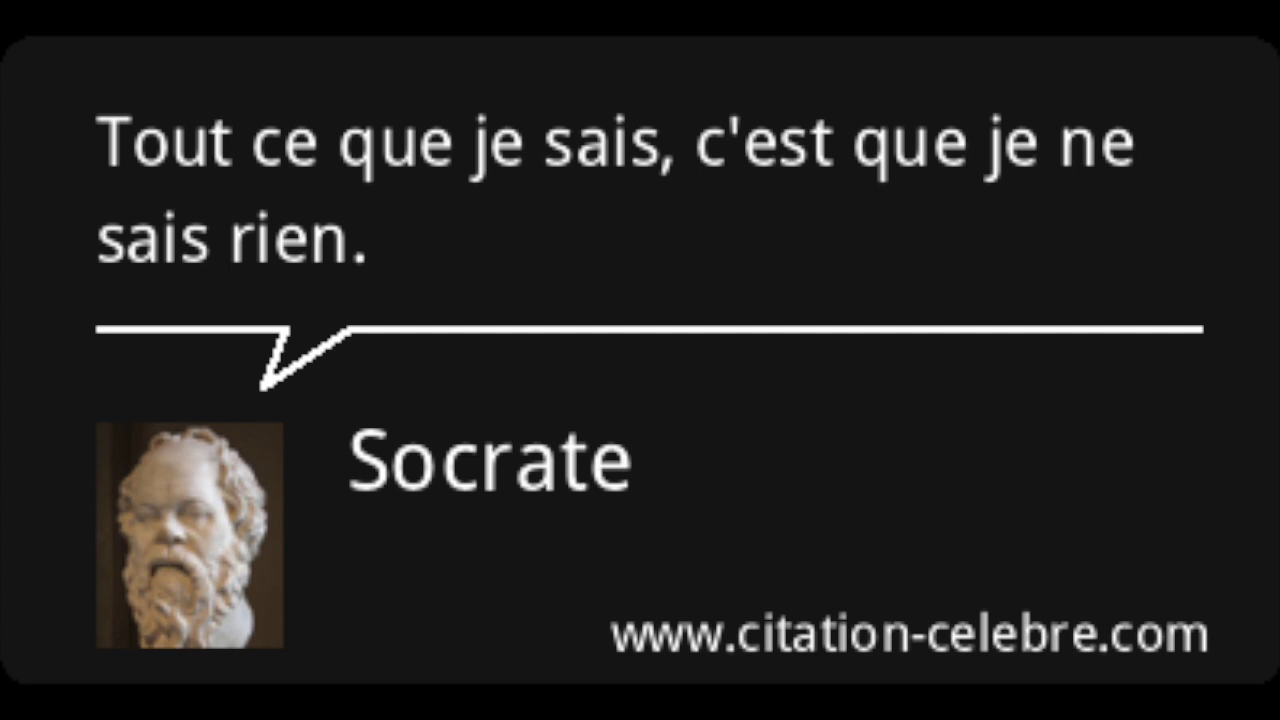 Tout ce que je sais, c'est que je ne
sais rien.
Socrate
www.citation-celebre.com